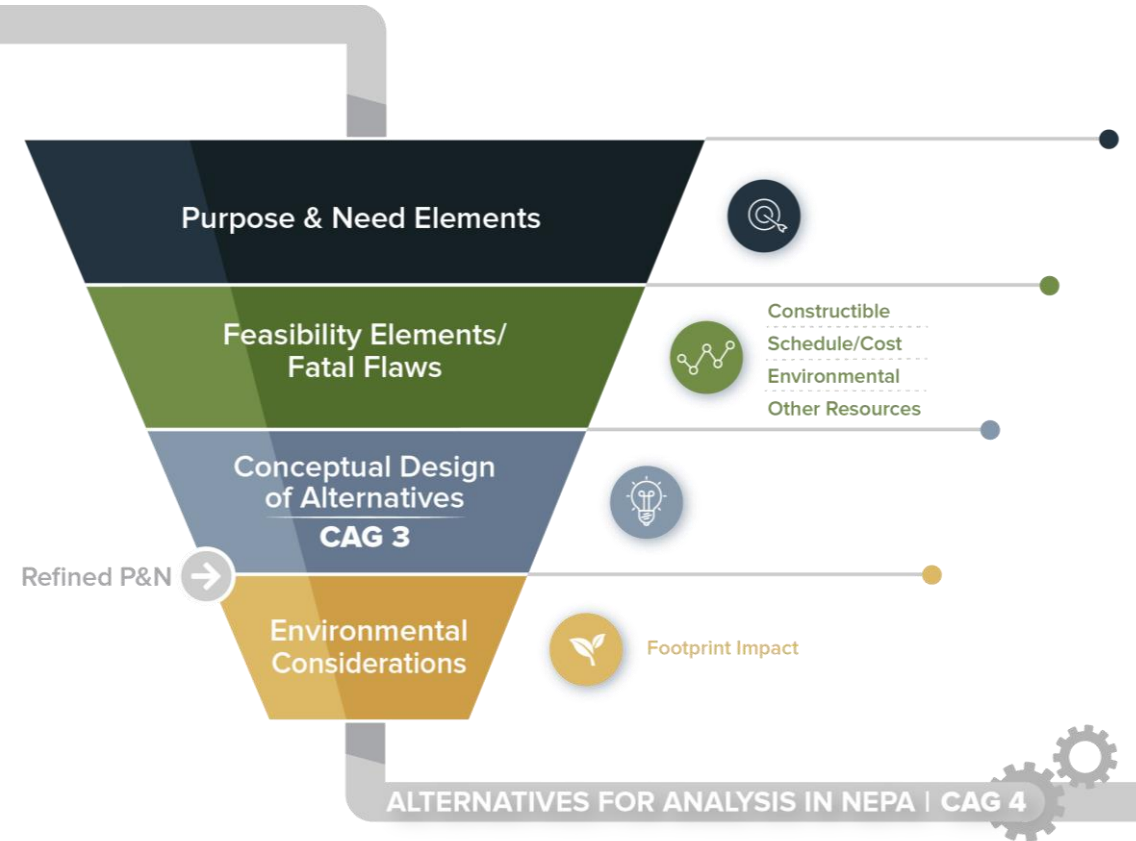 Purpose & Need Elements
Feasibility Elements/
Fatal Flaws
Constructible
Schedule/Cost
Environmental
Other Resources
Conceptual Design
of Alternatives
CAG 3
Refined P&N
Environmental
Considerations
Footprint Impact
ALTERNATIVES FOR ANALYSIS IN NEPA | CAG 4